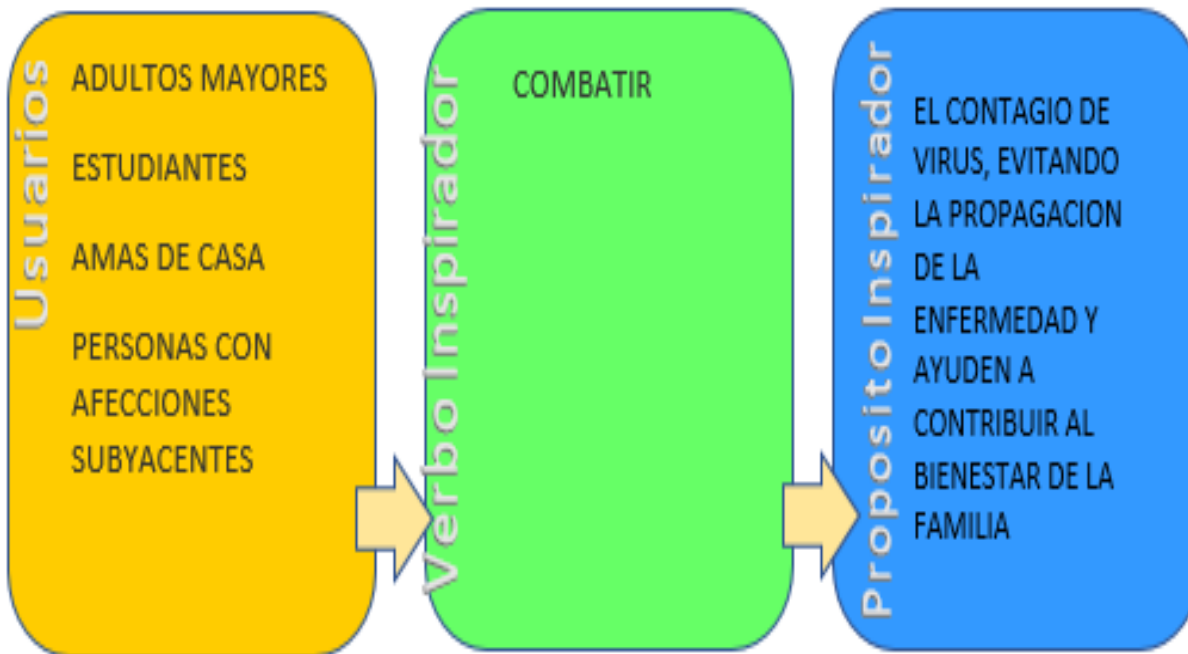 Usuarios
ADULTOS MAYORES
ESTUDIANTES
AMAS DE CASA
PERSONAS CON
AFECCIONES
SUBYACENTES
Verbo Inspirador
COMBATIR
Proposito Inspirador
EL CONTAGIO DE
VIRUS, EVITANDO
LA PROPAGACION
DE LA
ENFERMEDAD Y
AYUDEN A
CONTRIBUIR AL
BIENESTAR DE LA
FAMILIA